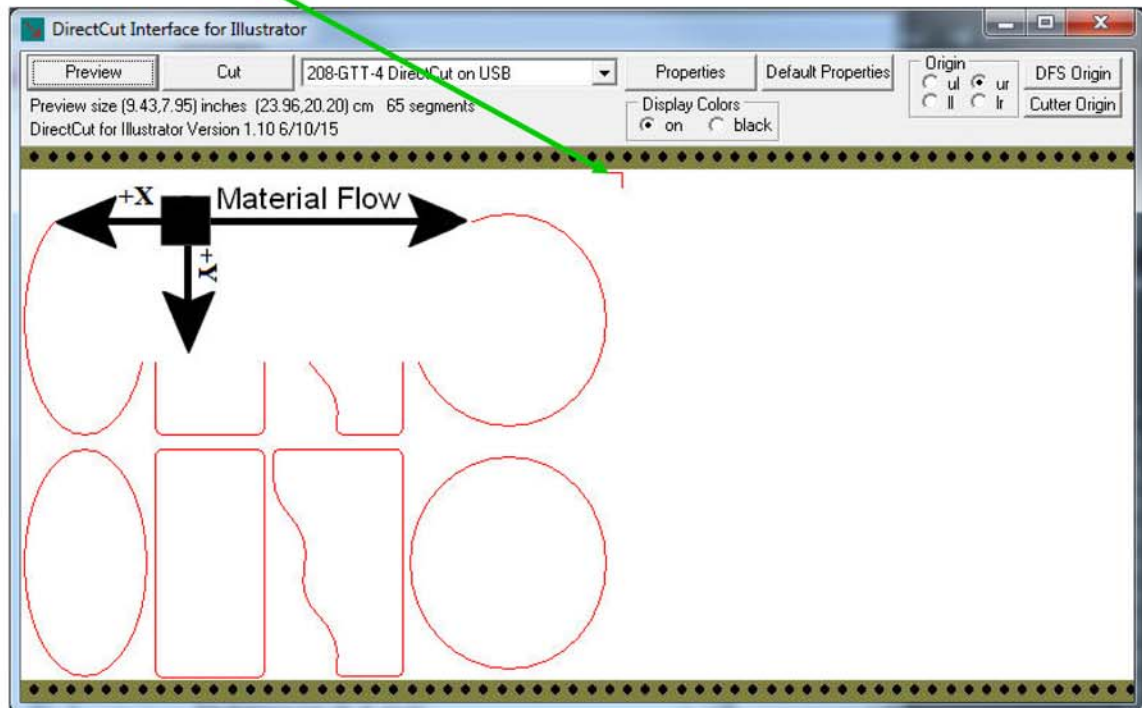 DirectCut Interface for Illustrator
Preview Cut 208-GTT-4 DirectCut on USB Properties Default Properties Origin ul ur ll lr DFS Origin Cutter Origin
Preview size (9.43,7.95) inches (23.96,20.20) cm 65 segments Display Colors
DirectCut for Illustrator Version 1.10 6/10/15 on black
+X Material Flow
+Y